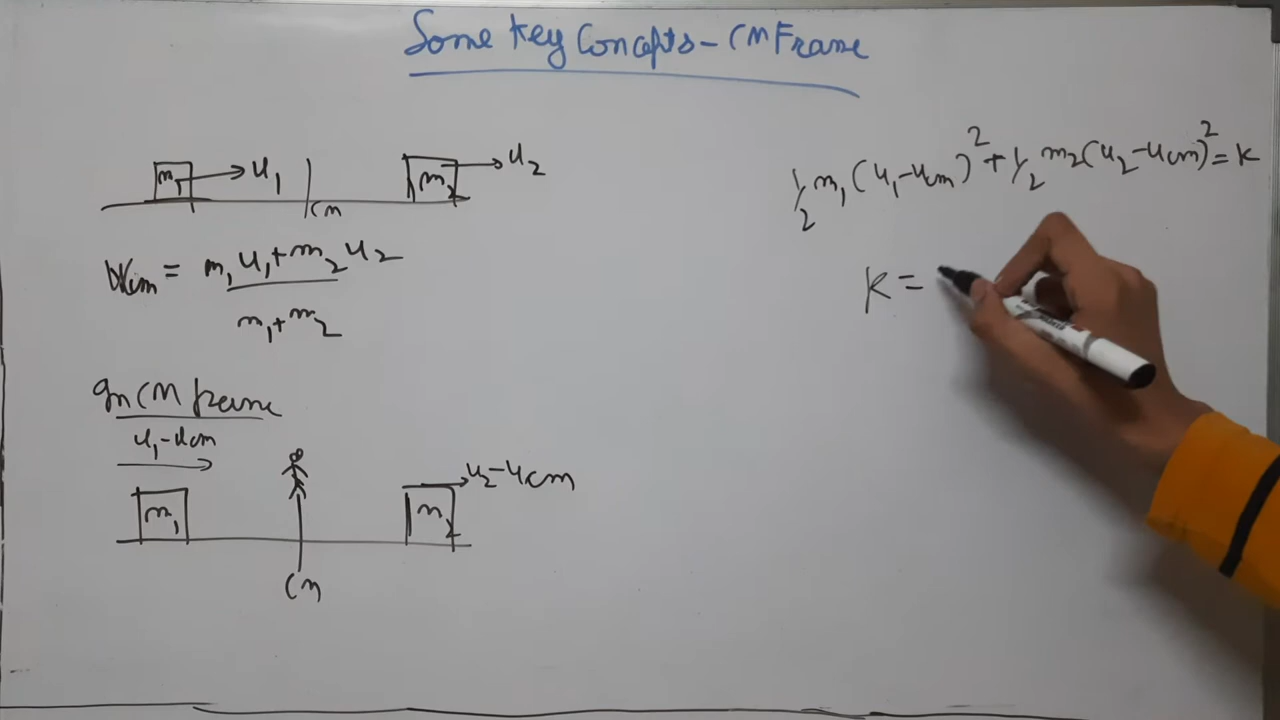 Some Key Concepts - CM Frame
m₁ → u₁
CM
m₂ → u₂
= m₁u₁ + m₂u₂
m₁ + m₂
In CM frame
u₁ - ucm
m₁
m₂
u₂ - ucm
CM
1/2 m₁(u₁ - ucm)² + 1/2 m₂(u₂ - ucm)² = K
K =